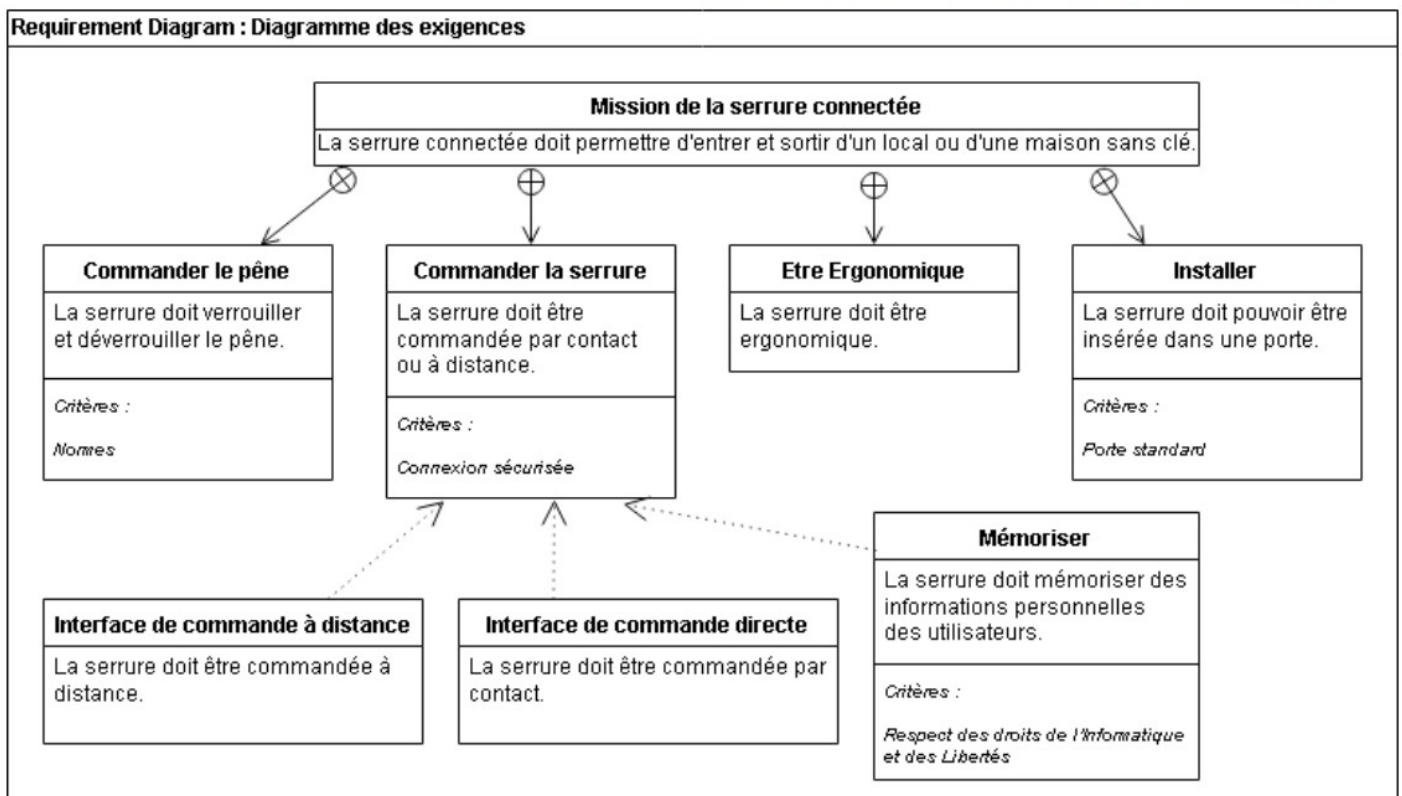 Requirement Diagram : Diagramme des exigences
Mission de la serrure connectée
La serrure connectée doit permettre d'entrer et sortir d'un local ou d'une maison sans clé.
Commander le pêne
La serrure doit verrouiller
et déverrouiller le pêne.
Critères :
Normes
Commander la serrure
La serrure doit être
commandée par contact
ou à distance.
Critères :
Connexion sécurisée
Etre Ergonomique
La serrure doit être
ergonomique.
Installer
La serrure doit pouvoir être
insérée dans une porte.
Critères :
Porte standard
Interface de commande à distance
La serrure doit être commandée à
distance.
Interface de commande directe
La serrure doit être commandée par
contact.
Mémoriser
La serrure doit mémoriser des
informations personnelles
des utilisateurs.
Critères :
Respect des droits de l'Informatique
et des Libertés